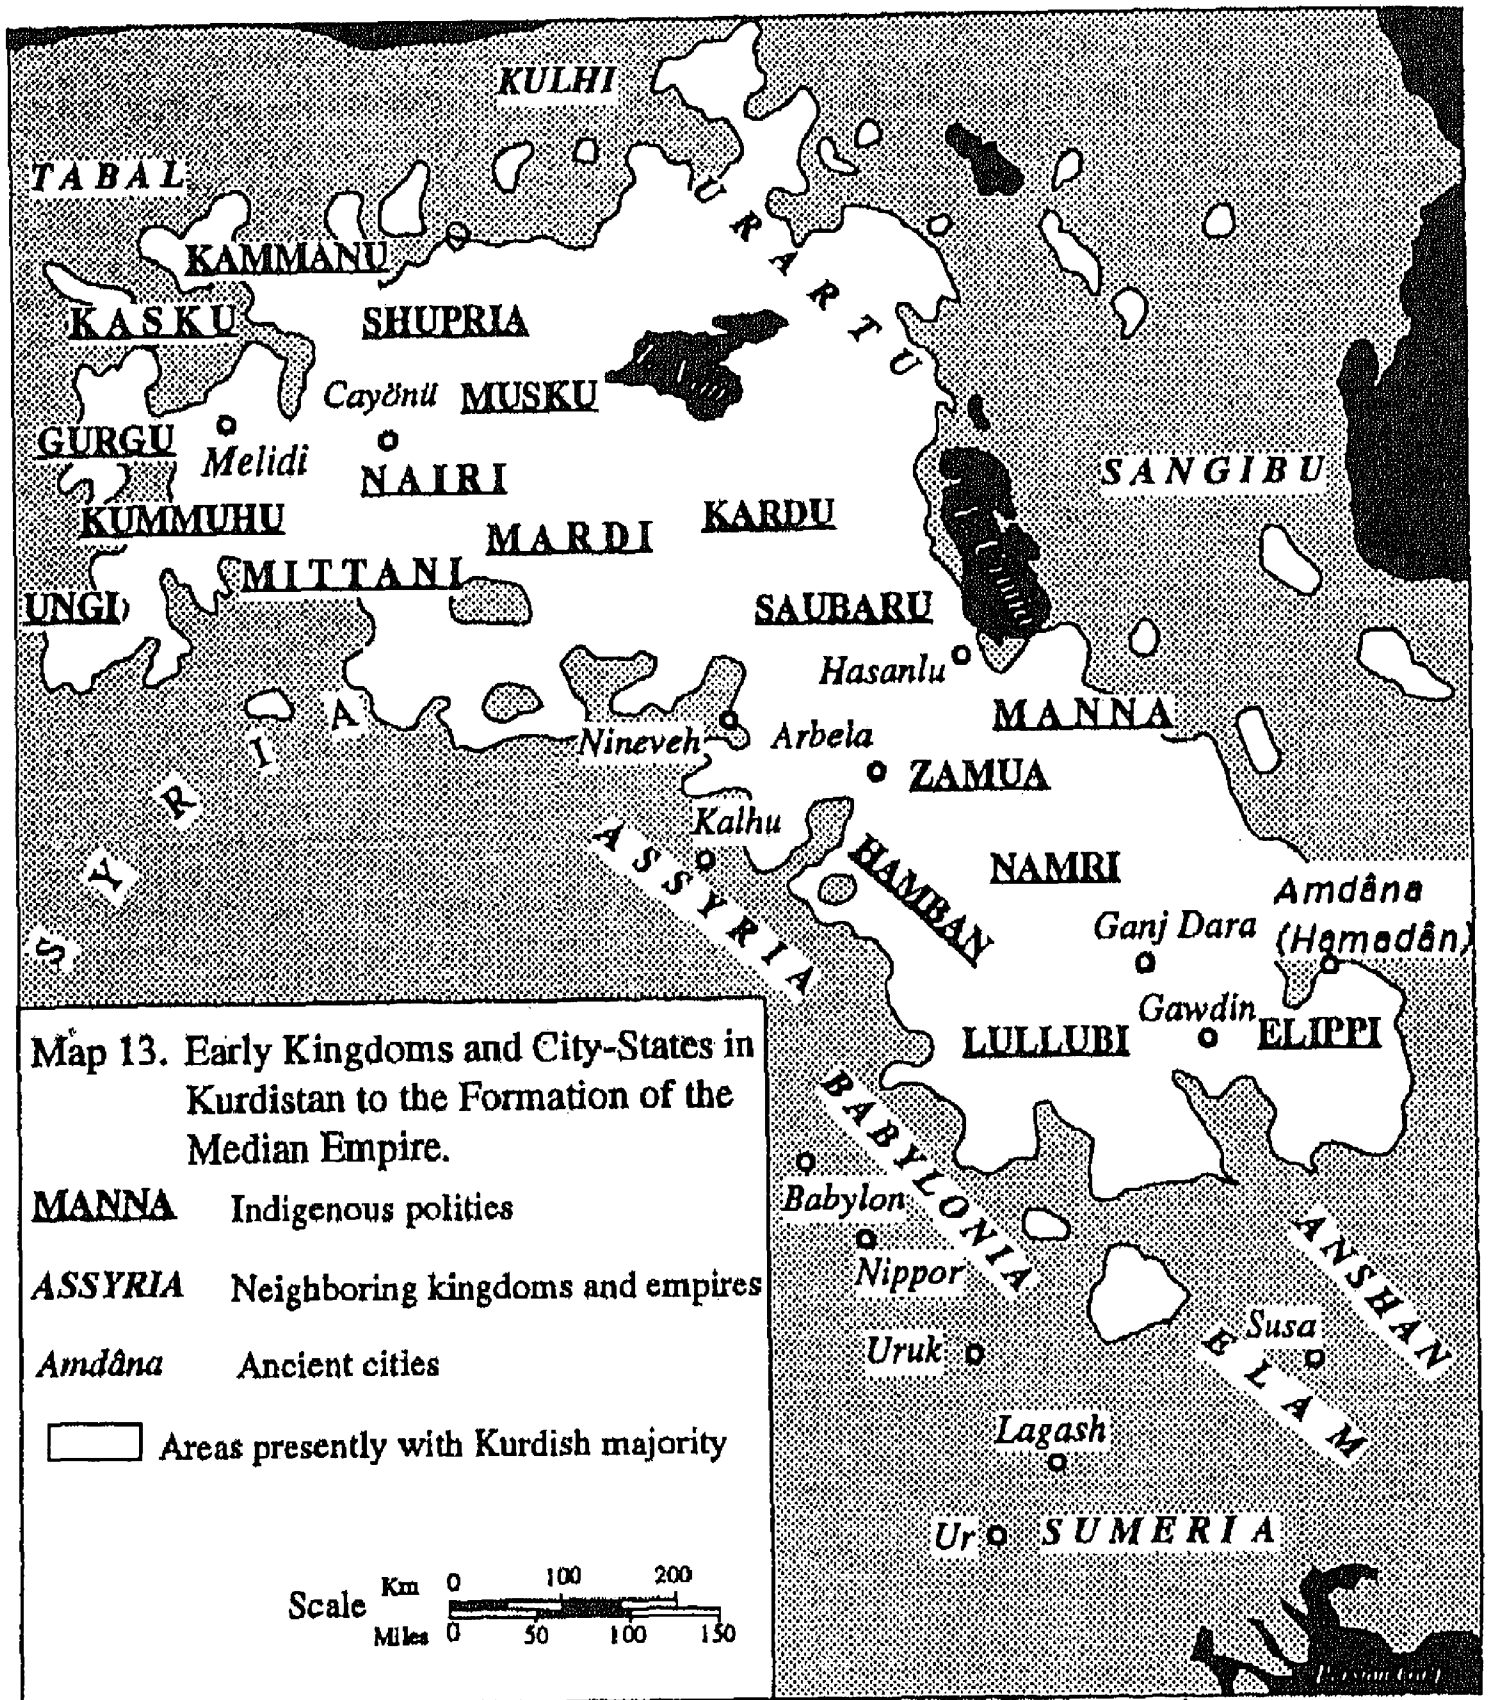 KULHI
TABAL
URARTU
KAMMANU
KASKU
SHUPRIA
Cayönü
MUSKU
GURGU
Melidi
NAIRI
SANGIBU
KUMMUHU
MARDI
KARDU
MITTANI
UNGI
SAUBARU
Hasanlu
SYRIA
MANNA
Nineveh
Arbela
ZAMUA
Kalhu
ASSYRIA
HAMBAN
NAMRI
Amdâna
(Hamadân)
Ganj Dara
Gawdin
LULLUBI
ELIPPI
BABYLONIA
Babylon
Nippor
ANSHAN
Susa
ELAM
Uruk
Lagash
Ur
SUMERIA
Persian Gulf
Map 13. Early Kingdoms and City-States in
Kurdistan to the Formation of the
Median Empire.
MANNA Indigenous polities
ASSYRIA Neighboring kingdoms and empires
Amdâna Ancient cities
Areas presently with Kurdish majority
Scale
Km 0 100 200
Miles 0 50 100 150